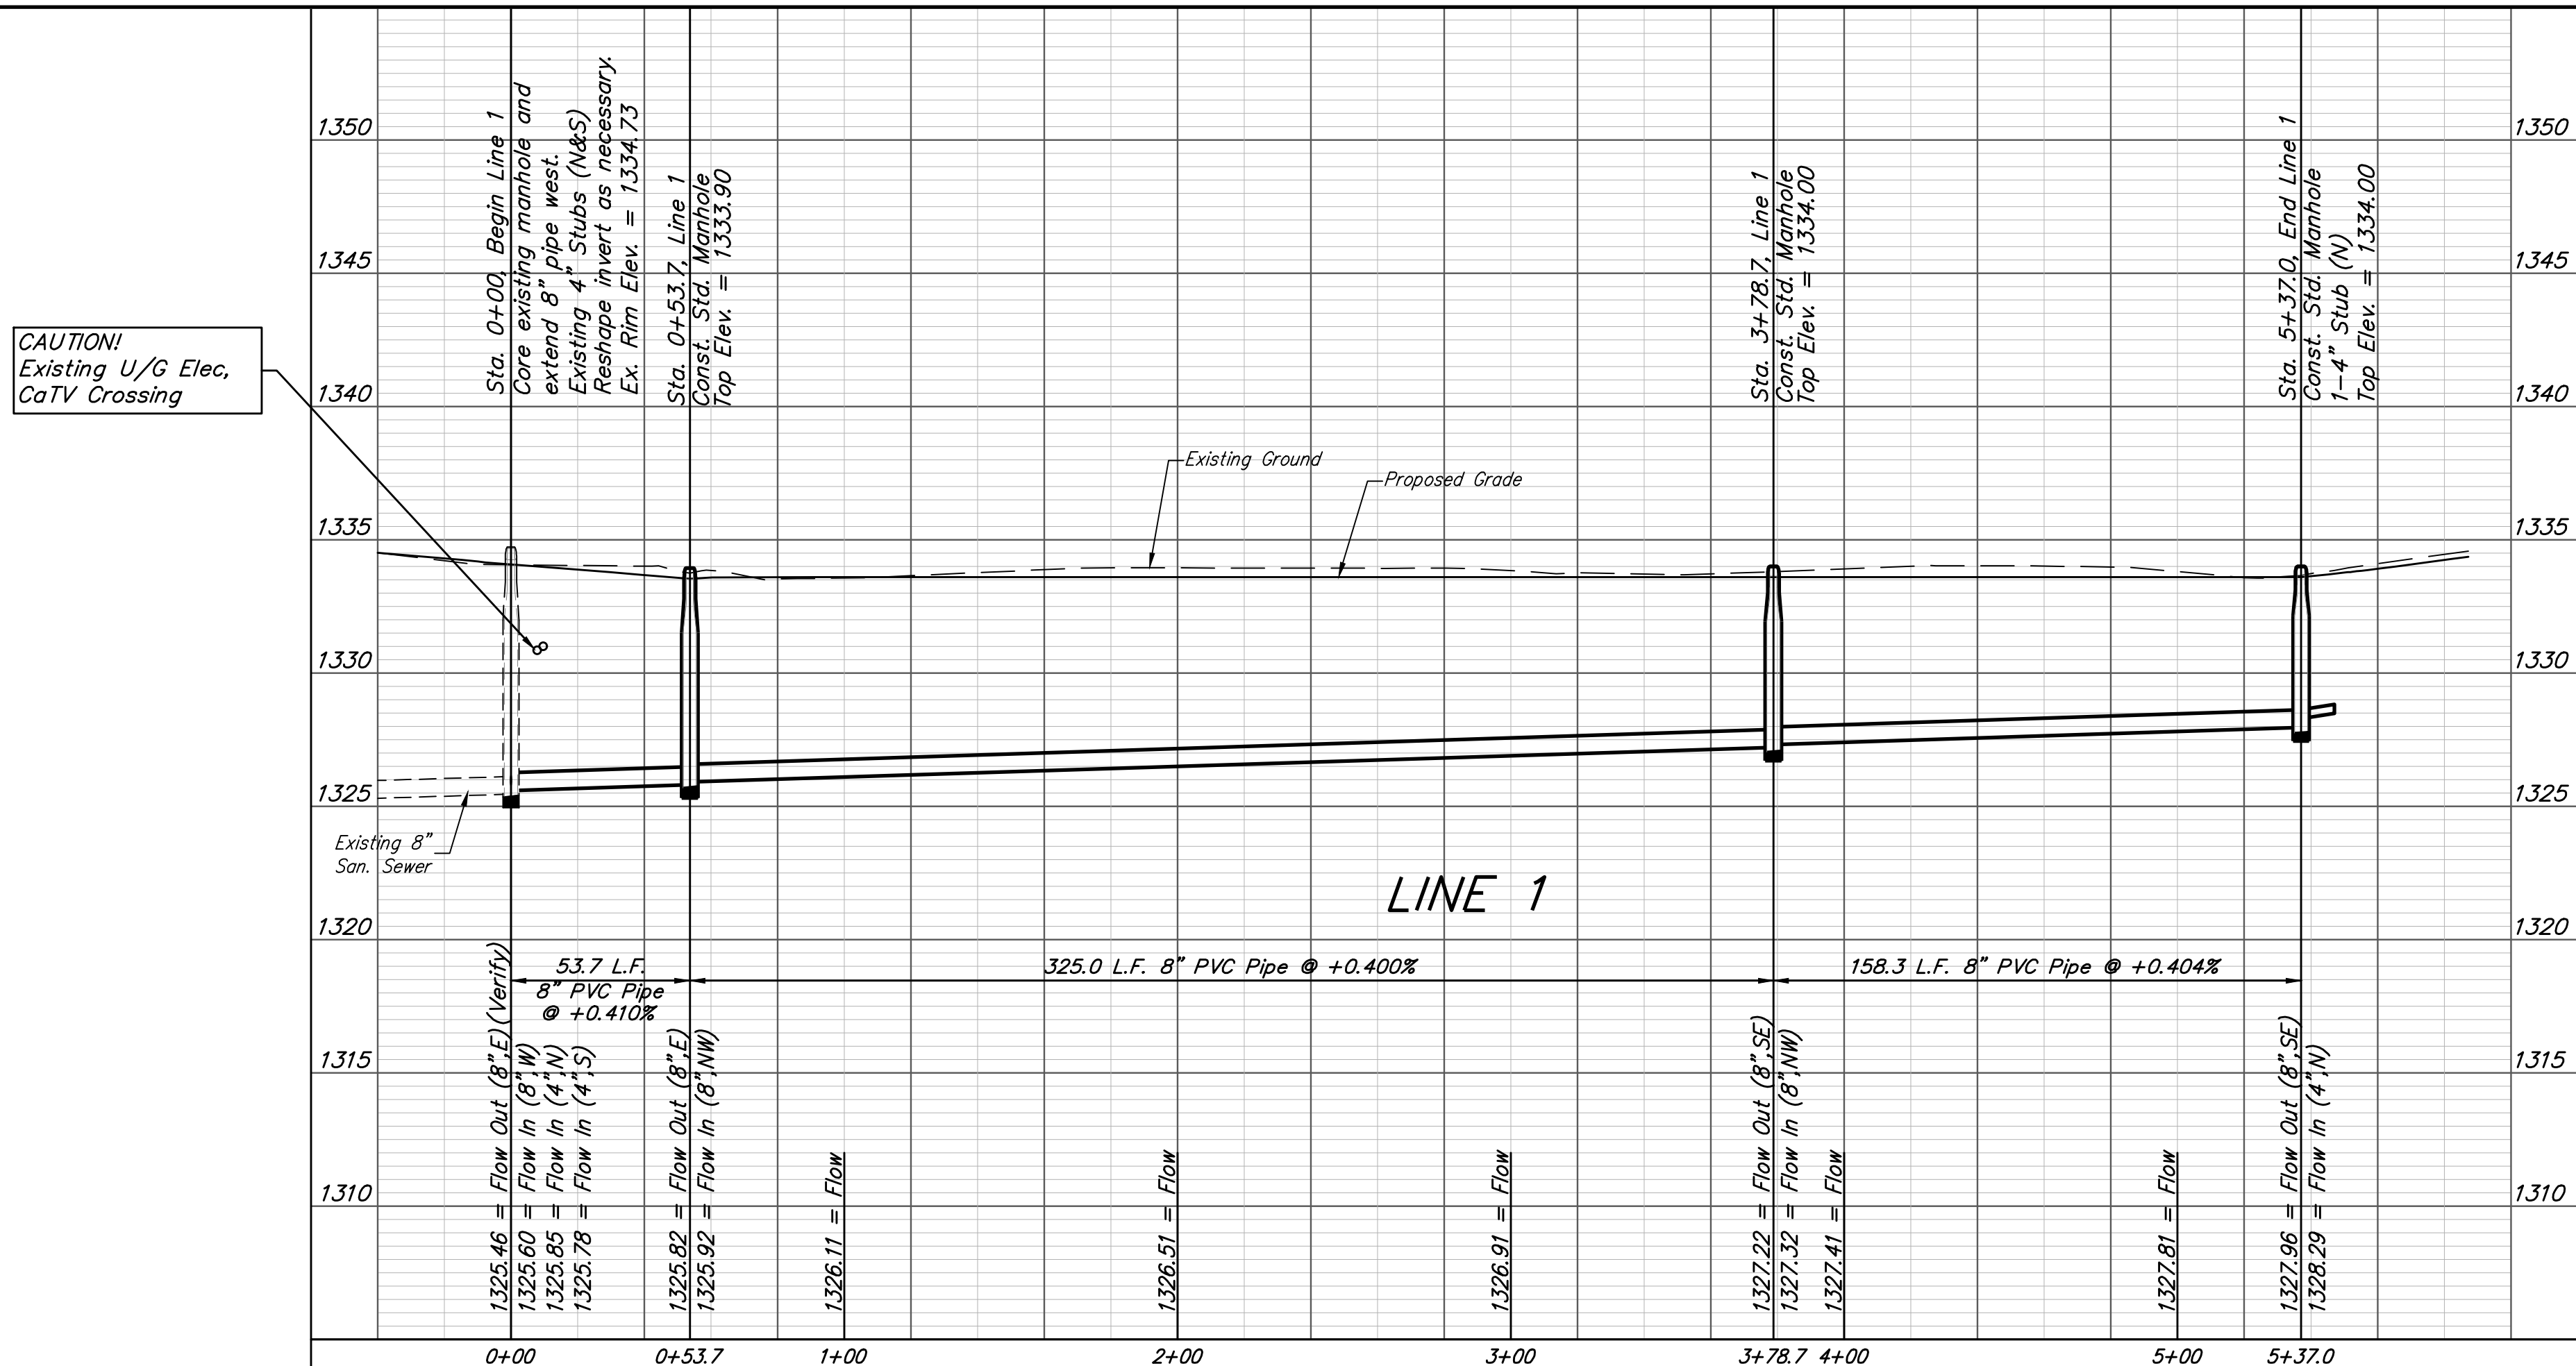 CAUTION!
Existing U/G Elec,
CaTV Crossing
1350
1345
1340
1335
1330
1325
1320
1315
1310
Sta. 0+00, Begin Line 1
Core existing manhole and
extend 8" pipe west.
Existing 4" Stubs (N&S)
Reshape invert as necessary.
Ex. Rim Elev. = 1334.73
Sta. 0+53.7, Line 1
Const. Std. Manhole
Top Elev. = 1333.90
Existing Ground
Proposed Grade
Sta. 3+78.7, Line 1
Const. Std. Manhole
Top Elev. = 1334.00
Sta. 5+37.0, End Line 1
Const. Std. Manhole
1-4" Stub (N)
Top Elev. = 1334.00
1350
1345
1340
1335
1330
1325
1320
1315
1310
Existing 8"
San. Sewer
LINE 1
53.7 L.F.
8" PVC Pipe
@ +0.410%
325.0 L.F. 8" PVC Pipe @ +0.400%
158.3 L.F. 8" PVC Pipe @ +0.404%
1325.46 = Flow Out (8",E)(Verify)
1325.60 = Flow In (8",W)
1325.85 = Flow In (4",N)
1325.78 = Flow In (4",S)
1325.82 = Flow Out (8",E)
1325.92 = Flow In (8",NW)
1326.11 = Flow
1326.51 = Flow
1326.91 = Flow
1327.22 = Flow Out (8",SE)
1327.32 = Flow In (8",NW)
1327.41 = Flow
1327.81 = Flow
1327.96 = Flow Out (8",SE)
1328.29 = Flow In (4",N)
0+00
0+53.7
1+00
2+00
3+00
3+78.7
4+00
5+00
5+37.0